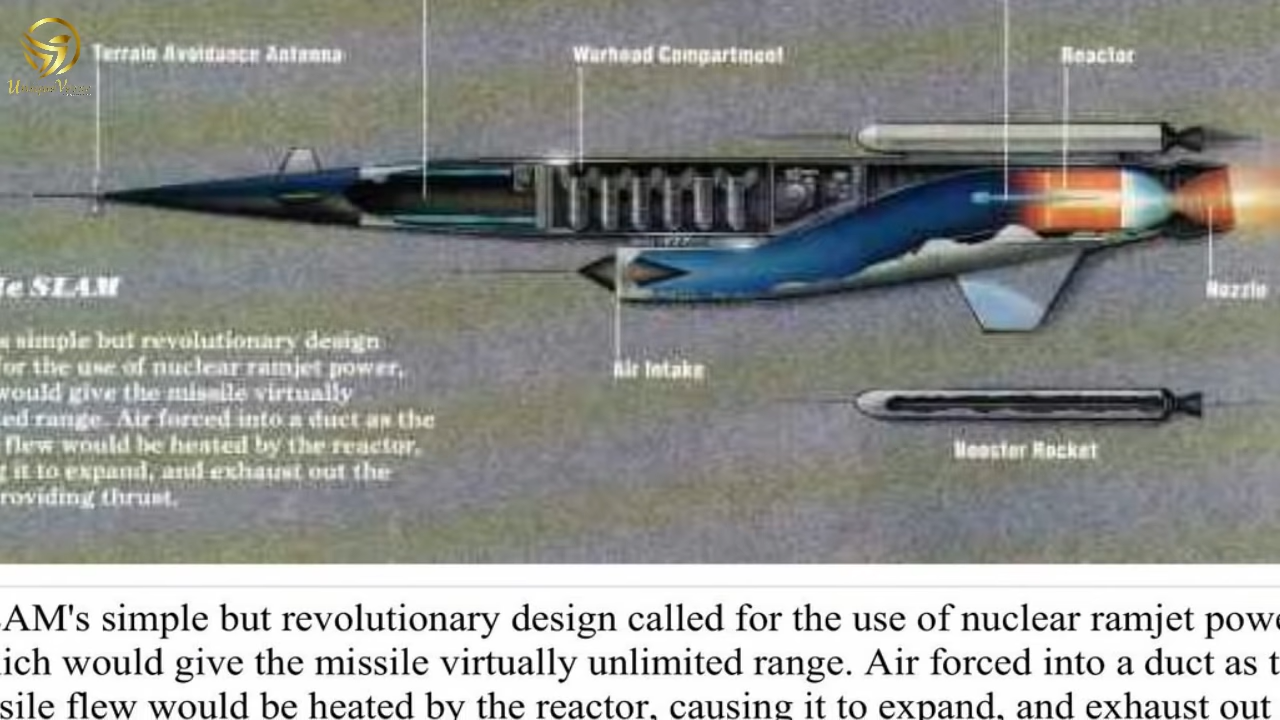 Terrain Avoidance Antenna
Warhead Compartment
Reactor
le SLAM
s simple but revolutionary design
for the use of nuclear ramjet power,
would give the missile virtually
ed range. Air forced into a duct as the
flew would be heated by the reactor,
g it to expand, and exhaust out the
roviding thrust.
Air Intake
Nozzle
Booster Rocket
AM's simple but revolutionary design called for the use of nuclear ramjet powe
ich would give the missile virtually unlimited range. Air forced into a duct as t
sile flew would be heated by the reactor, causing it to expand, and exhaust out